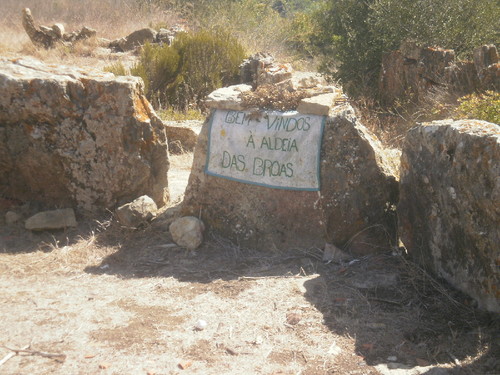 BEM - VINDOS
À ALDEIA
DAS BROAS